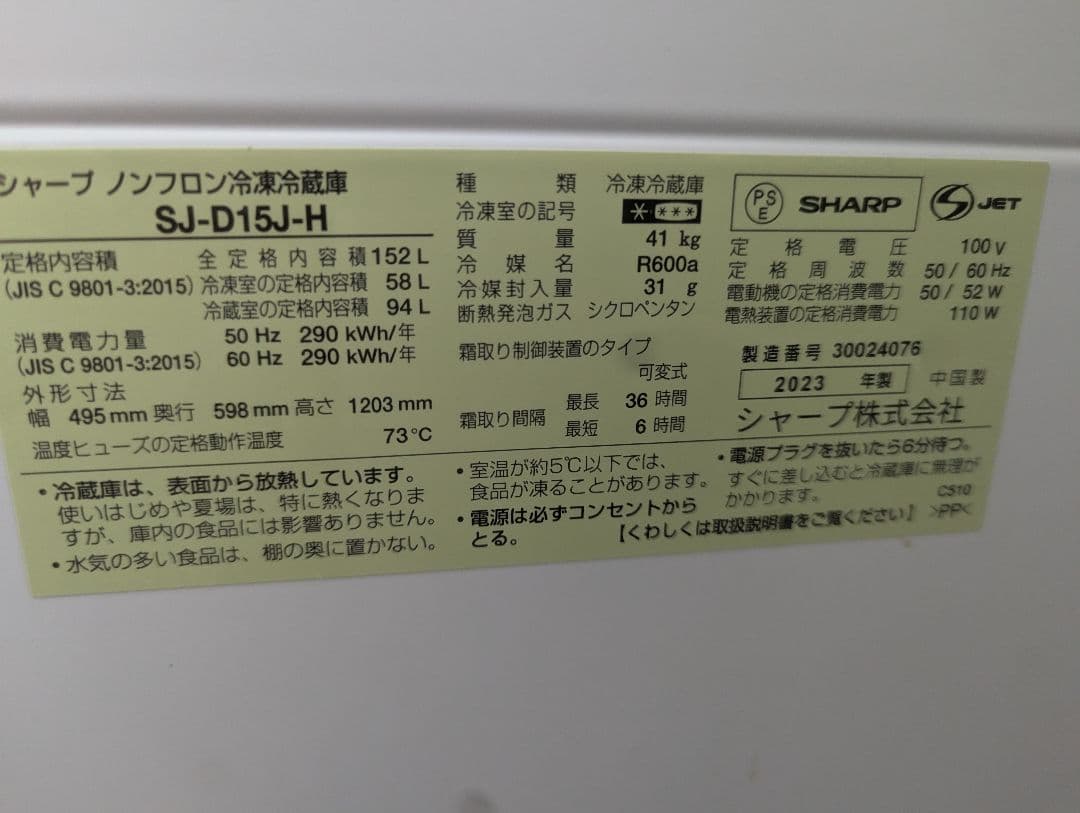 シャープ ノンフロン冷凍冷蔵庫
SJ-D15J-H
定格内容積 全定格内容積 152 L
(JIS C 9801-3:2015) 冷凍室の定格内容積 58 L
冷蔵室の定格内容積 94 L
消費電力量 50 Hz 290 kWh/年
(JIS C 9801-3:2015) 60 Hz 290 kWh/年
外形寸法
幅 495 mm 奥行 598 mm 高さ 1203 mm
温度ヒューズの定格動作温度 73℃
種類 冷凍冷蔵庫
冷凍室の記号 * ***
質量 41 kg
冷媒名 R600a
冷媒封入量 31 g
断熱発泡ガス シクロペンタン
霜取り制御装置のタイプ
可変式
霜取り間隔 最長 36 時間
最短 6 時間
PSE SHARP S JET
定格電圧 100 V
定格周波数 50 / 60 Hz
電動機の定格消費電力 50 / 52 W
電熱装置の定格消費電力 110 W
製造番号 30024076
2023 年製 中国製
シャープ株式会社
・冷蔵庫は、表面から放熱しています。
使いはじめや夏場は、特に熱くなりま
すが、庫内の食品には影響ありません。
・水気の多い食品は、棚の奥に置かない。
・室温が約5℃以下では、
食品が凍ることがあります。
・電源は必ずコンセントから
とる。
・電源プラグを抜いたら6分待つ。
すぐに差し込むと冷蔵庫に無理が
かかります。 C510
【くわしくは取扱説明書をご覧ください】 >PP<